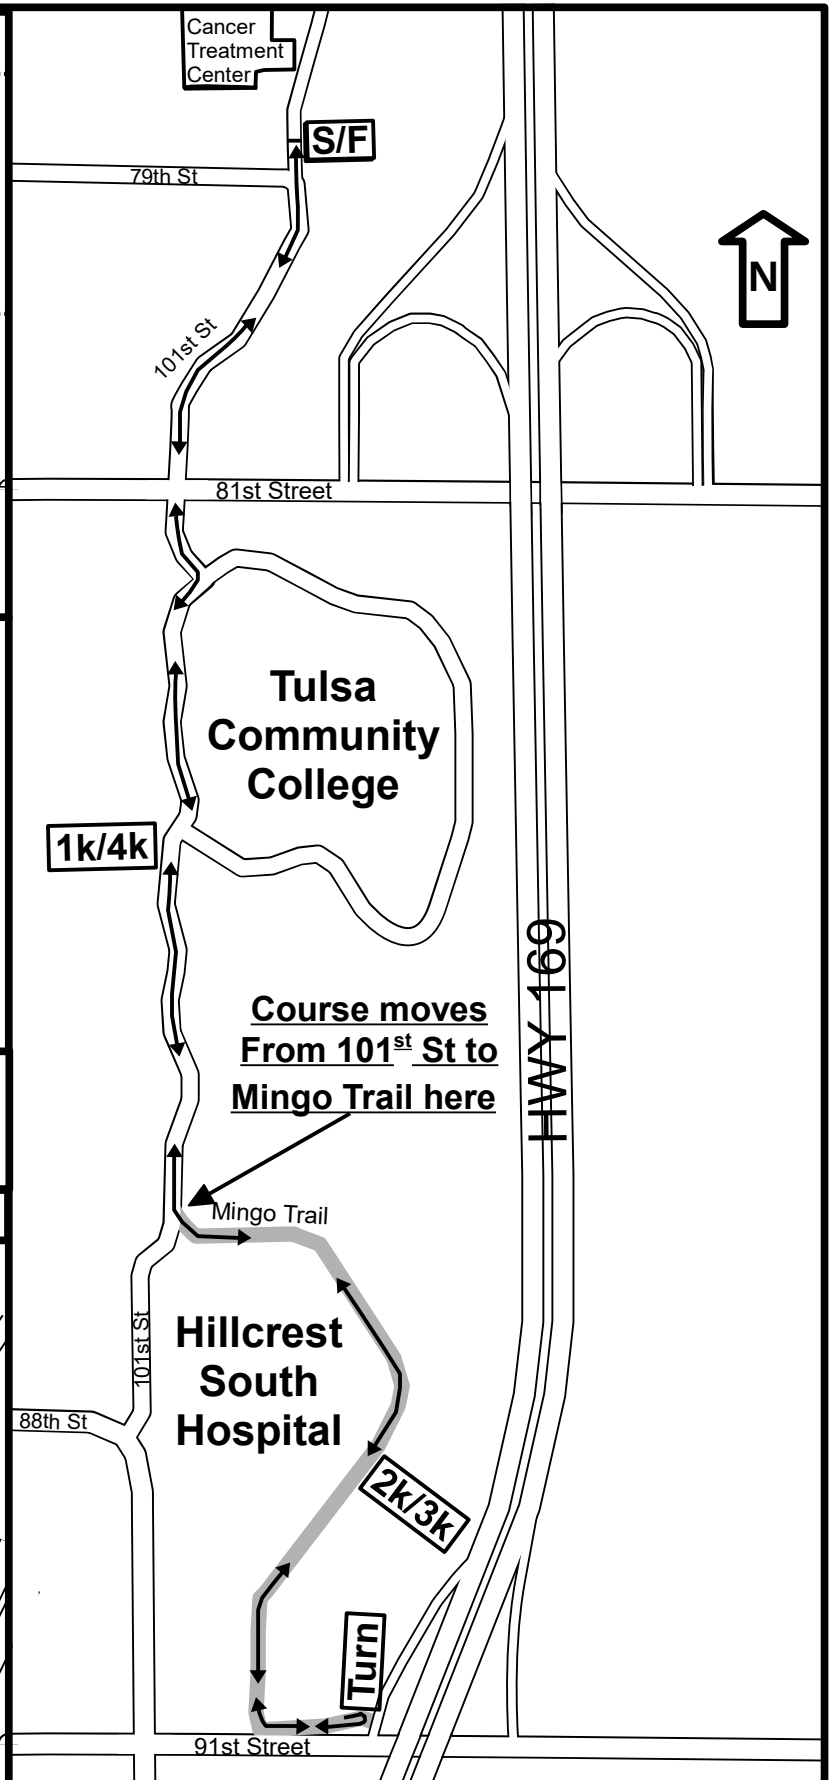 Cancer
Treatment
Center
S/F
79th St
N
101st St
81st Street
Tulsa
Community
College
1k/4k
HWY 169
Course moves
From 101st St to
Mingo Trail here
Mingo Trail
101st St
Hillcrest
South
Hospital
88th St
2k/3k
Turn
91st Street